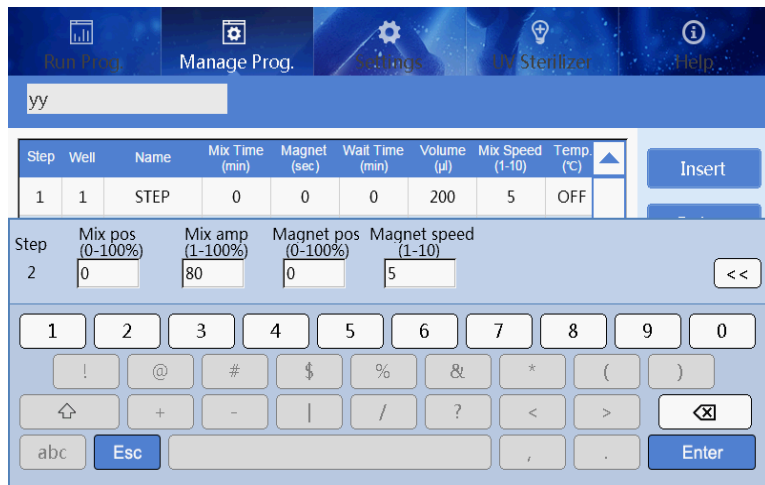 Run Prog.
Manage Prog.
Settings
UV Sterilizer
Help
yy
Step Well Name Mix Time (min) Magnet (sec) Wait Time (min) Volume (μl) Mix Speed (1-10) Temp. (℃)
1 1 STEP 0 0 0 200 5 OFF
Insert
Step Mix pos (0-100%) Mix amp (1-100%) Magnet pos (0-100%) Magnet speed (1-10)
2 0 80 0 5 <<
1 2 3 4 5 6 7 8 9 0
! @ # $ % & * ( )
+ - | / ? < >
abc Esc , . Enter